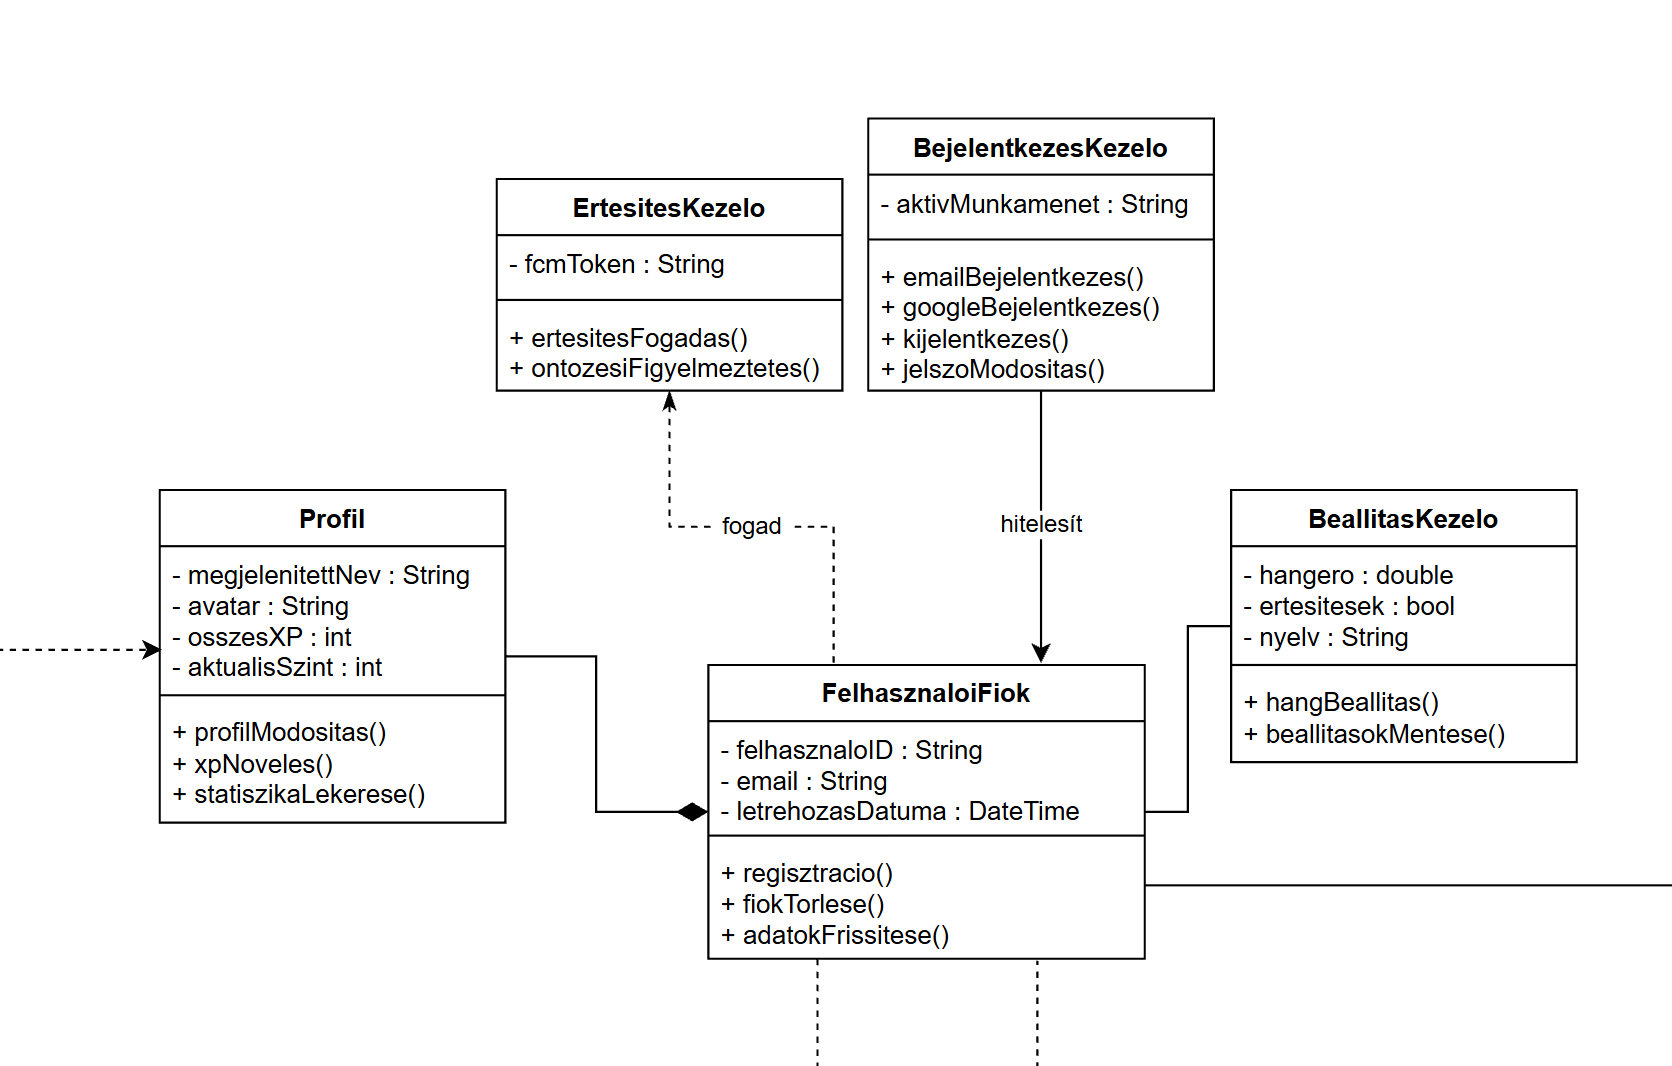 BejelentkezesKezelo
- aktivMunkamenet : String
+ emailBejelentkezes()
+ googleBejelentkezes()
+ kijelentkezes()
+ jelszoModositas()
ErtesitesKezelo
- fcmToken : String
+ ertesitesFogadas()
+ ontozesiFigyelmeztetes()
fogad
hitelesít
Profil
- megjelenitettNev : String
- avatar : String
- osszesXP : int
- aktualisSzint : int
+ profilModositas()
+ xpNoveles()
+ statiszikaLekerese()
BeallitasKezelo
- hangero : double
- ertesitesek : bool
- nyelv : String
+ hangBeallitas()
+ beallitasokMentese()
FelhasznaloiFiok
- felhasznaloID : String
- email : String
- letrehozasDatuma : DateTime
+ regisztracio()
+ fiokTorlese()
+ adatokFrissitese()